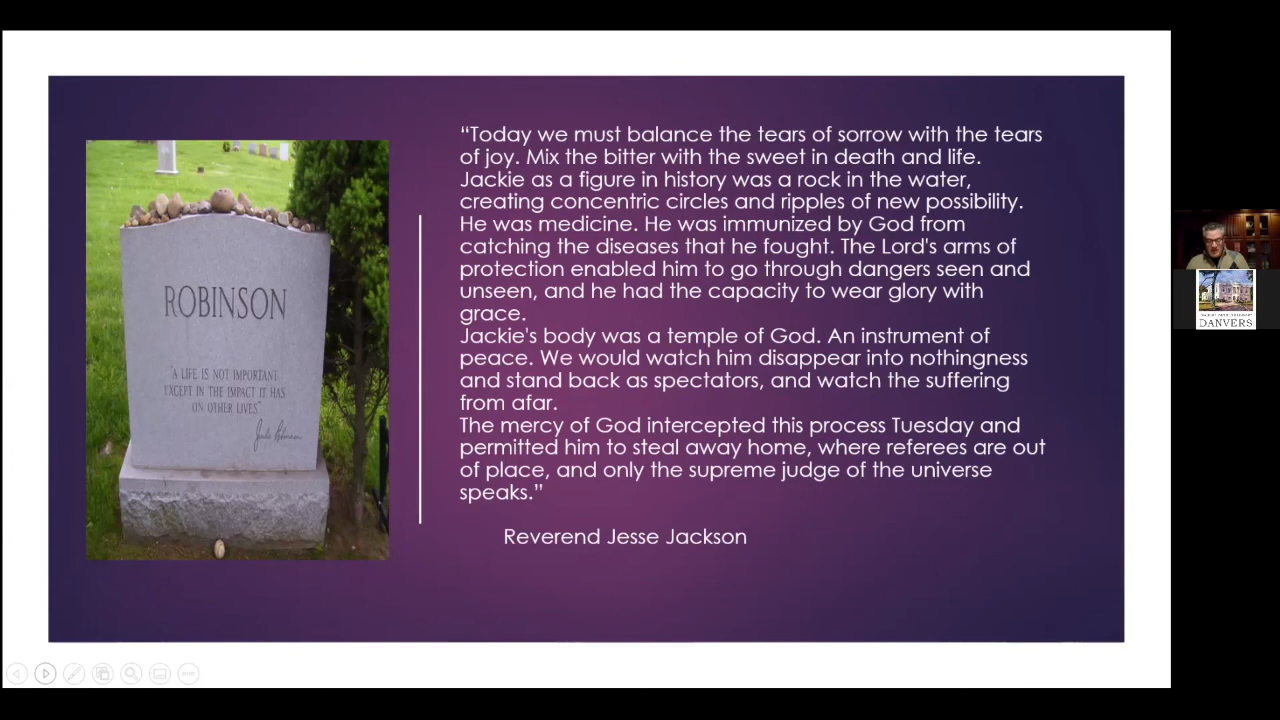 ROBINSON
"A LIFE IS NOT IMPORTANT
EXCEPT IN THE IMPACT IT HAS
ON OTHER LIVES"
“Today we must balance the tears of sorrow with the tears
of joy. Mix the bitter with the sweet in death and life.
Jackie as a figure in history was a rock in the water,
creating concentric circles and ripples of new possibility.
He was medicine. He was immunized by God from
catching the diseases that he fought. The Lord's arms of
protection enabled him to go through dangers seen and
unseen, and he had the capacity to wear glory with
grace.
Jackie's body was a temple of God. An instrument of
peace. We would watch him disappear into nothingness
and stand back as spectators, and watch the suffering
from afar.
The mercy of God intercepted this process Tuesday and
permitted him to steal away home, where referees are out
of place, and only the supreme judge of the universe
speaks.”
Reverend Jesse Jackson
DANVERS